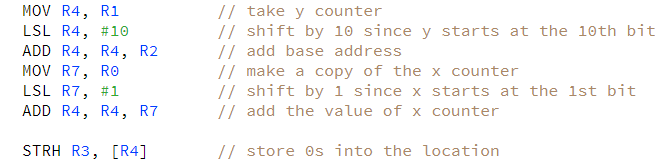 MOV R4, R1 // take y counter
LSL R4, #10 // shift by 10 since y starts at the 10th bit
ADD R4, R4, R2 // add base address
MOV R7, R0 // make a copy of the x counter
LSL R7, #1 // shift by 1 since x starts at the 1st bit
ADD R4, R4, R7 // add the value of x counter
STRH R3, [R4] // store 0s into the location